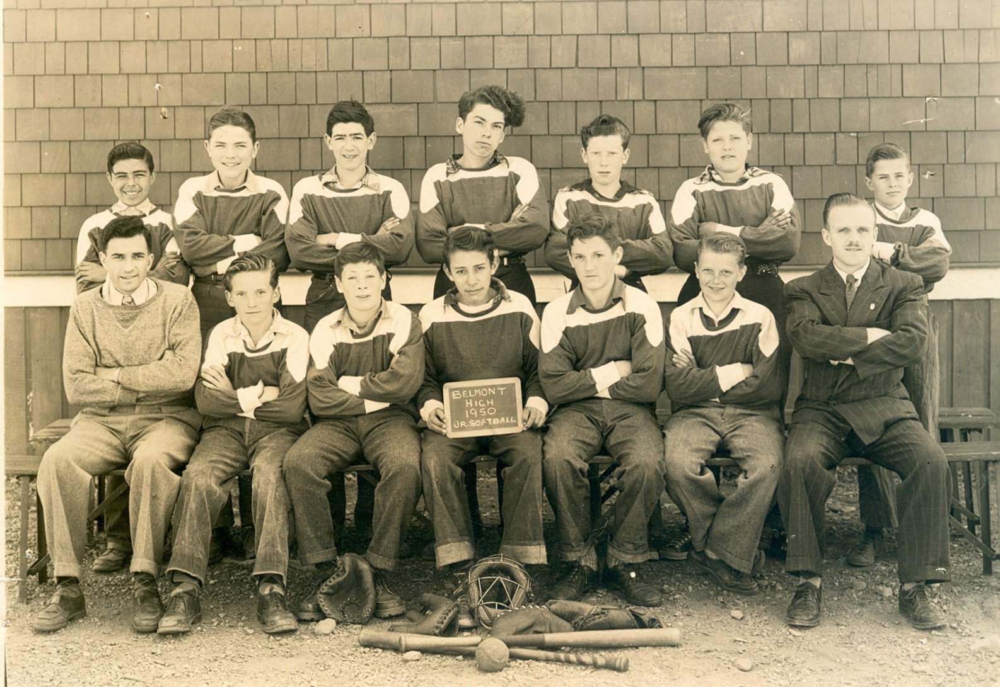 BELMONT
HIGH
1950
JR. SOFTBALL